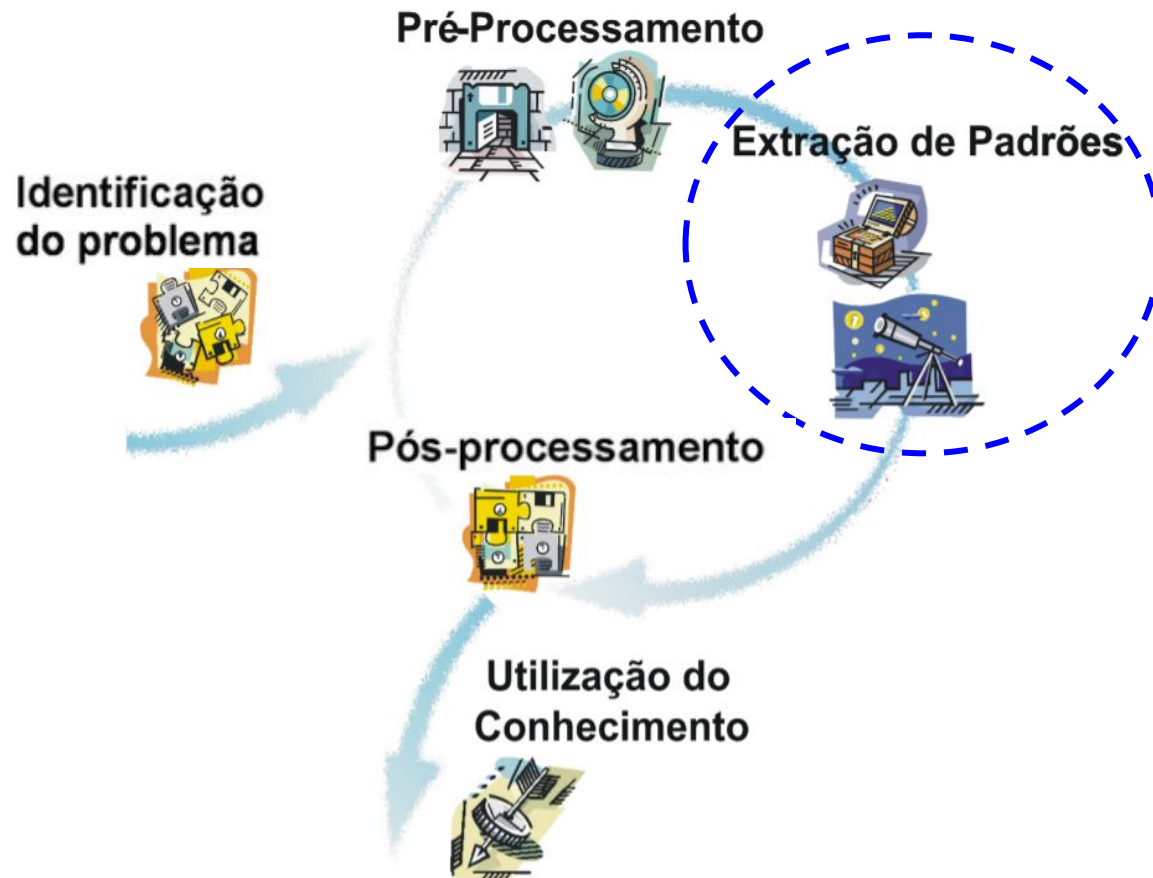 Pré-Processamento
Extração de Padrões
Identificação
do problema
Pós-processamento
Utilização do
Conhecimento